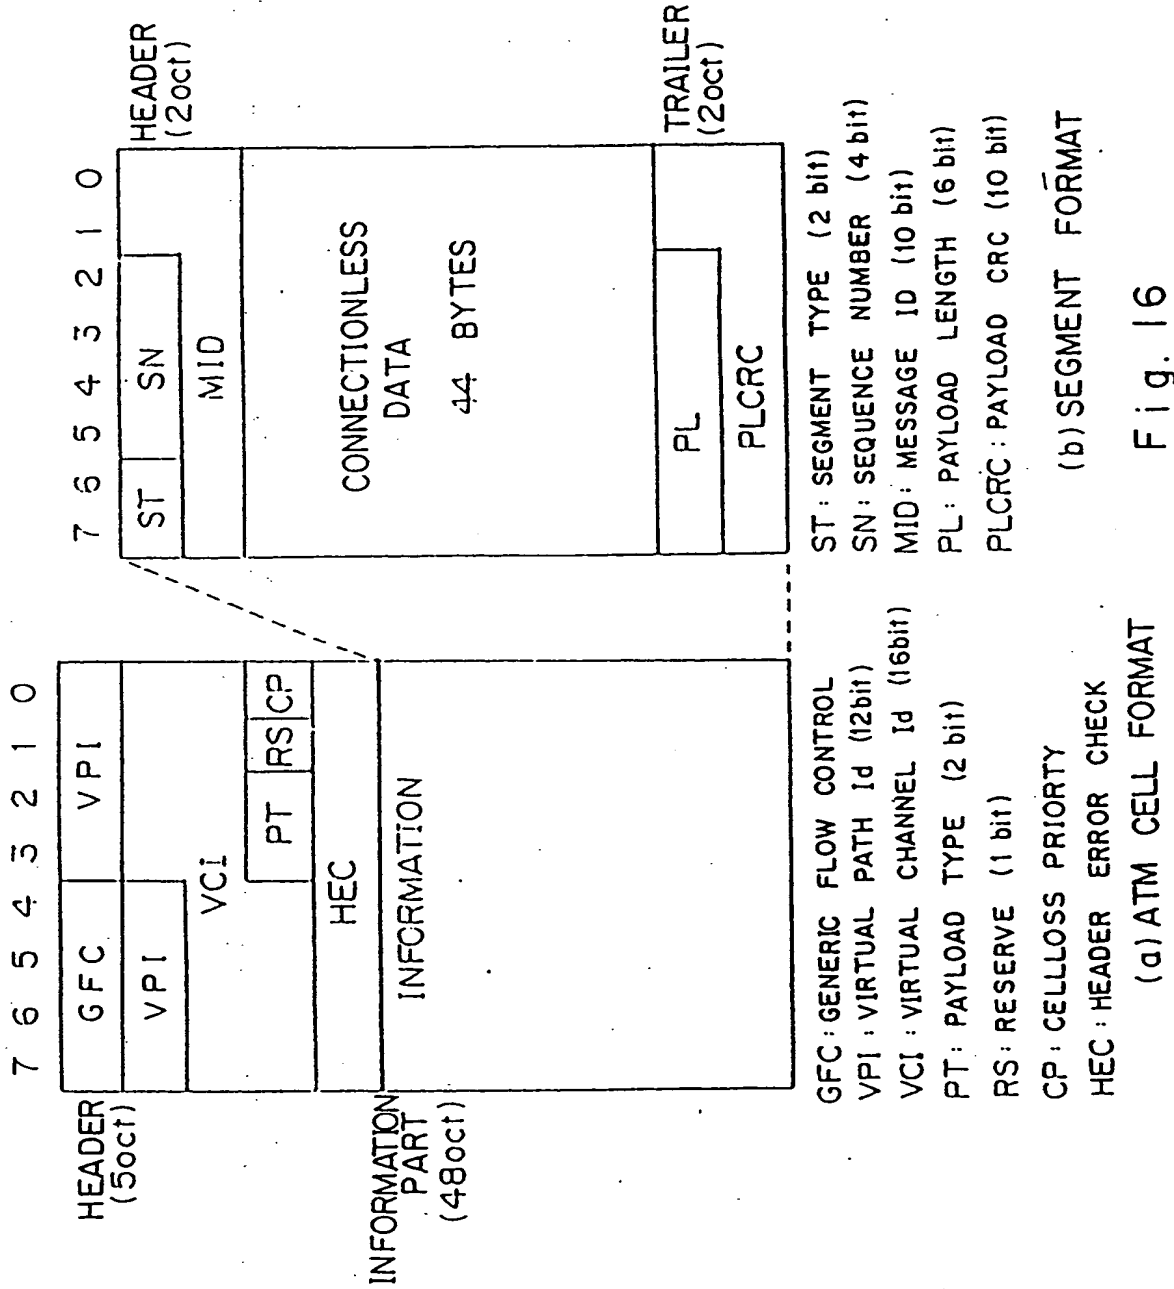 7 6 5 4 3 2 1 0
HEADER
(5oct)
GFC VPI
VPI
VCI
PT RS CP
HEC
INFORMATION
PART
(48oct)
INFORMATION
GFC : GENERIC FLOW CONTROL
VPI : VIRTUAL PATH Id (12bit)
VCI : VIRTUAL CHANNEL Id (16bit)
PT : PAYLOAD TYPE (2 bit)
RS : RESERVE (1 bit)
CP : CELLLOSS PRIORTY
HEC : HEADER ERROR CHECK
(a) ATM CELL FORMAT
7 6 5 4 3 2 1 0
HEADER
(2oct)
ST SN
MID
CONNECTIONLESS
DATA
44 BYTES
TRAILER
(2oct)
PL
PLCRC
ST : SEGMENT TYPE (2 bit)
SN : SEQUENCE NUMBER (4 bit)
MID : MESSAGE ID (10 bit)
PL : PAYLOAD LENGTH (6 bit)
PLCRC : PAYLOAD CRC (10 bit)
(b) SEGMENT FORMAT
Fig. 16